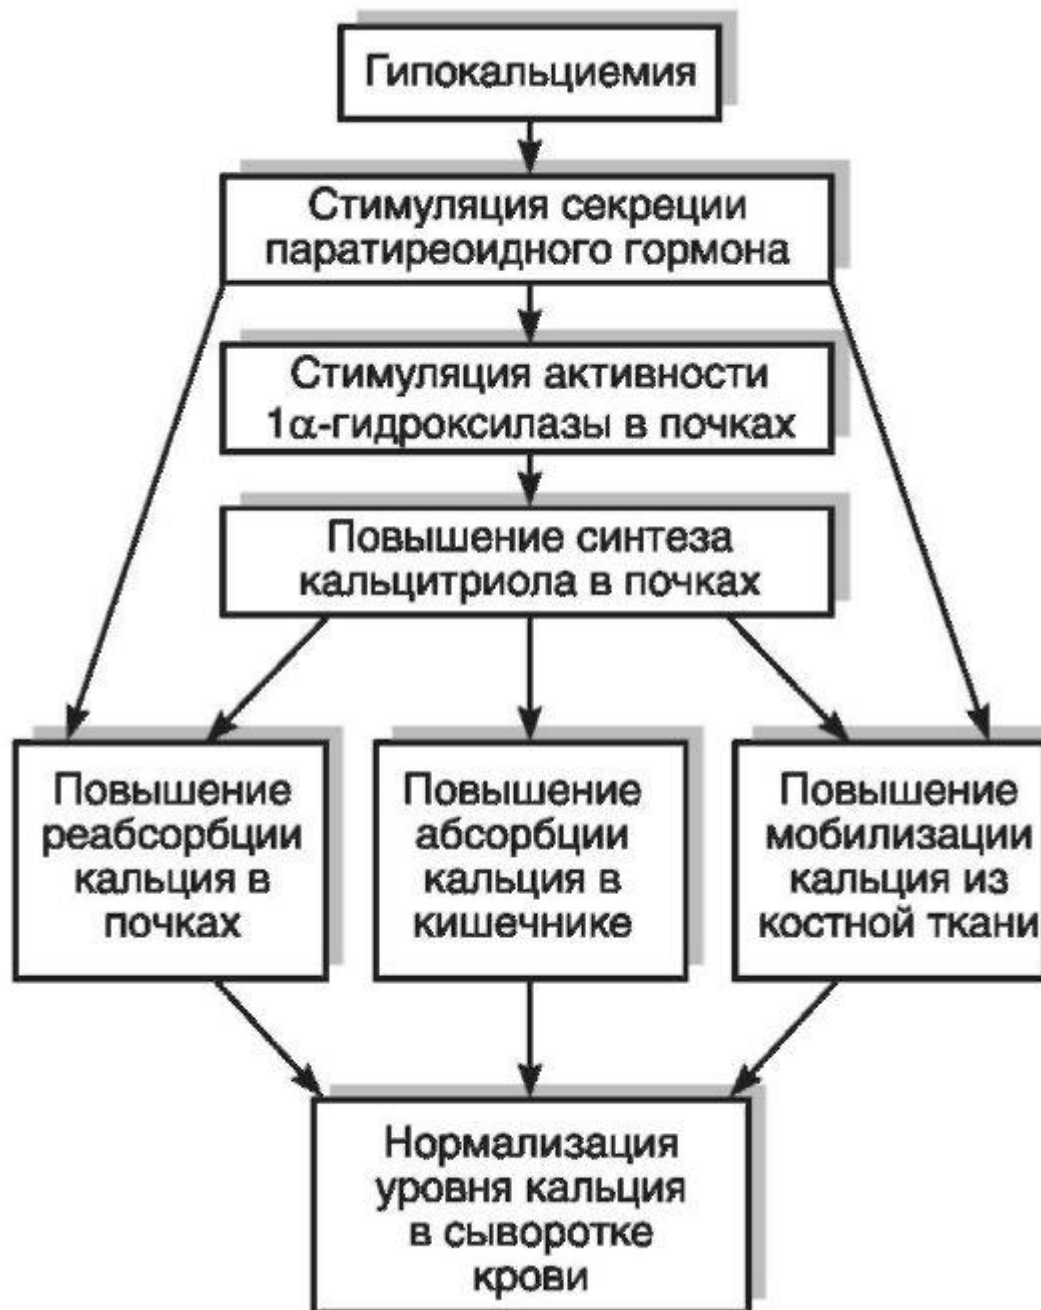 Гипокальциемия
Стимуляция секреции
паратиреоидного гормона
Стимуляция активности
1α-гидроксилазы в почках
Повышение синтеза
кальцитриола в почках
Повышение
реабсорбции
кальция в
почках
Повышение
абсорбции
кальция в
кишечнике
Повышение
мобилизации
кальция из
костной ткани
Нормализация
уровня кальция
в сыворотке
крови